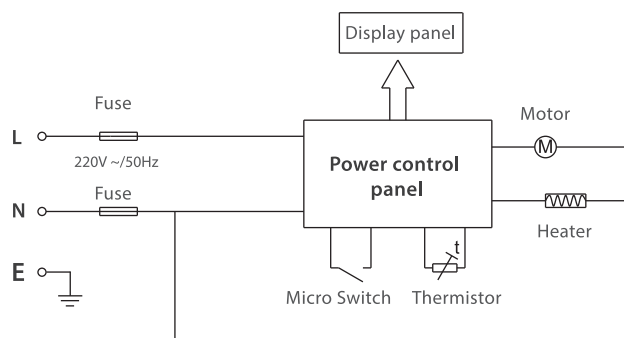 Display panel
Fuse
L
220V ~/50Hz
Fuse
N
E
Power control
panel
Motor
M
Heater
t
Micro Switch
Thermistor